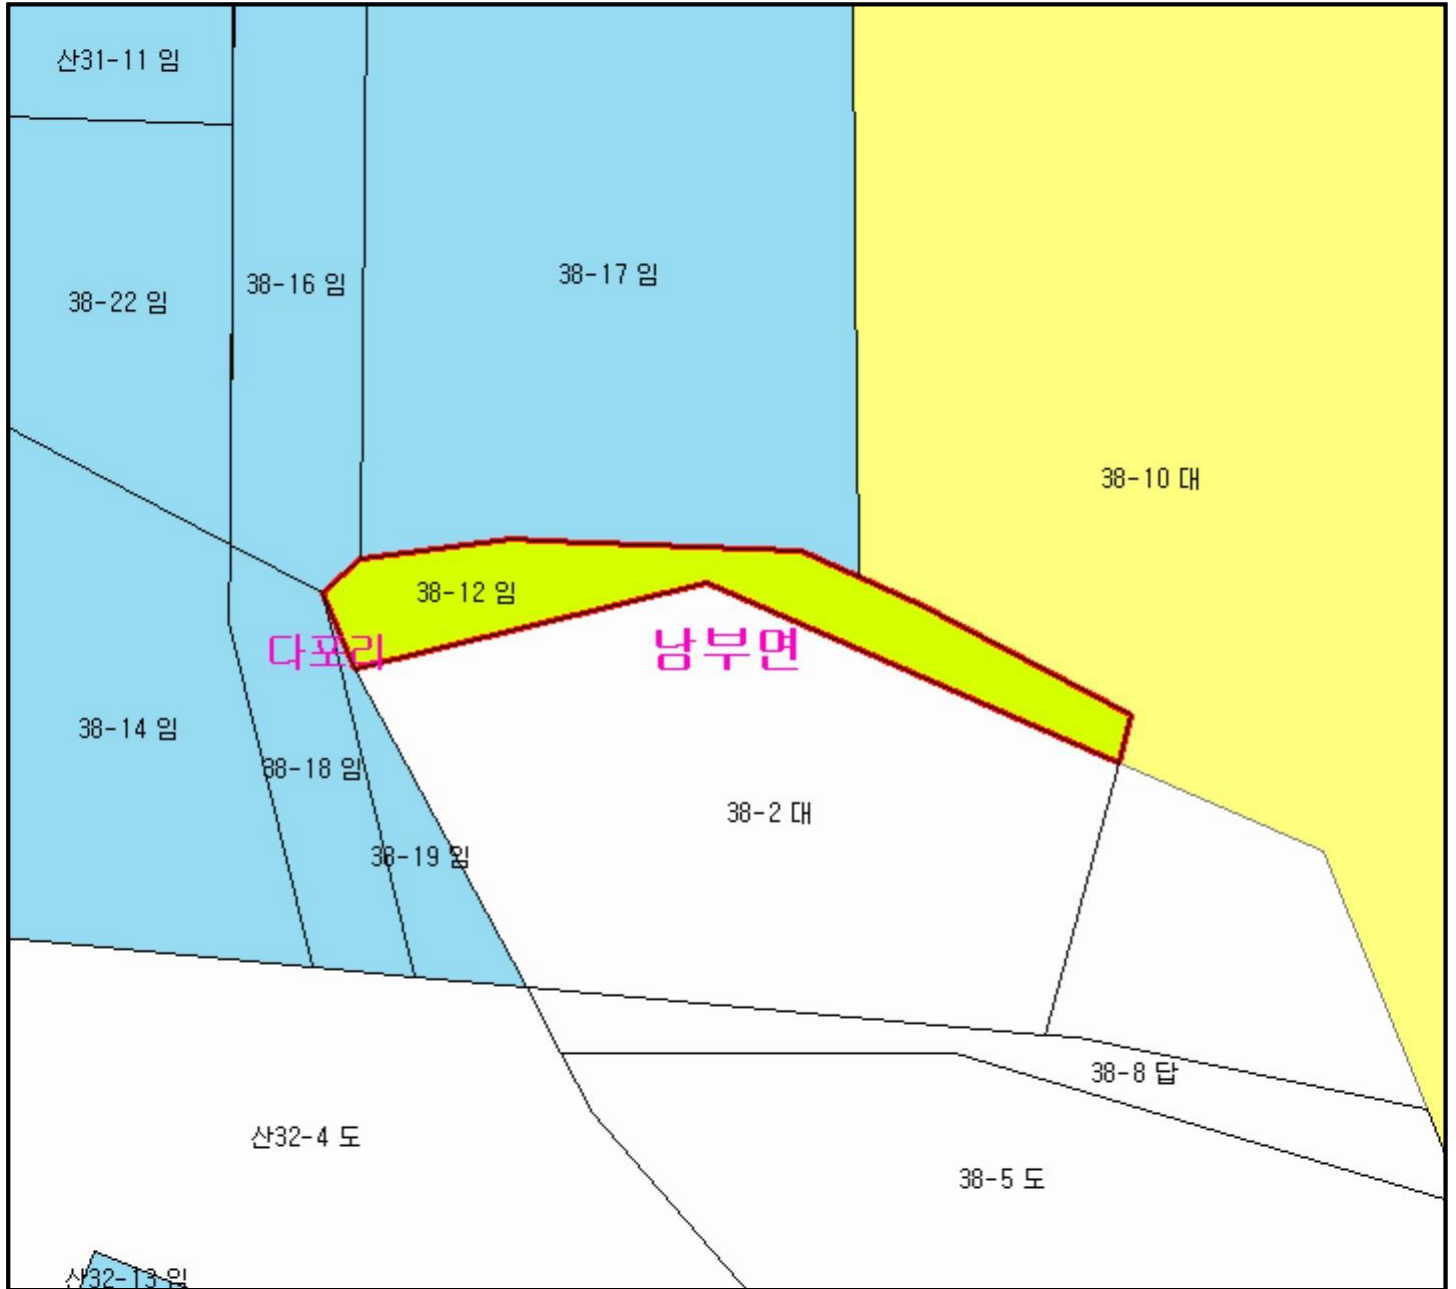 산31-11 임
38-16 임
38-17 임
38-22 임
38-10 대
38-12 임
다포리
남부면
38-14 임
38-18 임
38-2 대
38-19 임
38-8 답
산32-4 도
38-5 도
산32-13 임